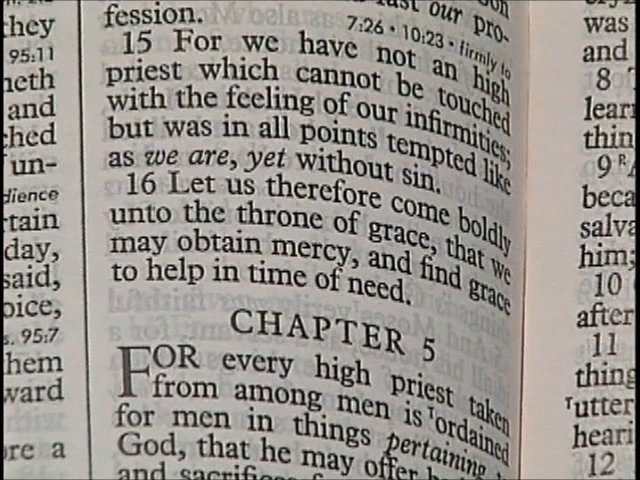 they
95:11
and
un-
dience
tain
day,
said,
oice,
s. 95:7
hem
ward
re a
fession.
our pro-
7:26 • 10:23 • firmly to
15 For we have not an high
priest which cannot be touched
with the feeling of our infirmities;
but was in all points tempted like
as we are, yet without sin.
16 Let us therefore come boldly
unto the throne of grace, that we
may obtain mercy, and find grace
to help in time of need.
CHAPTER 5
FOR every high priest taken
from among men is ᵀordained
for men in things pertaining
God, that he may offer
and
was
and
8
lear
thin
9 ᴿ
beca
salva
him;
10
after
11
thing
ᵀutter
heari
12